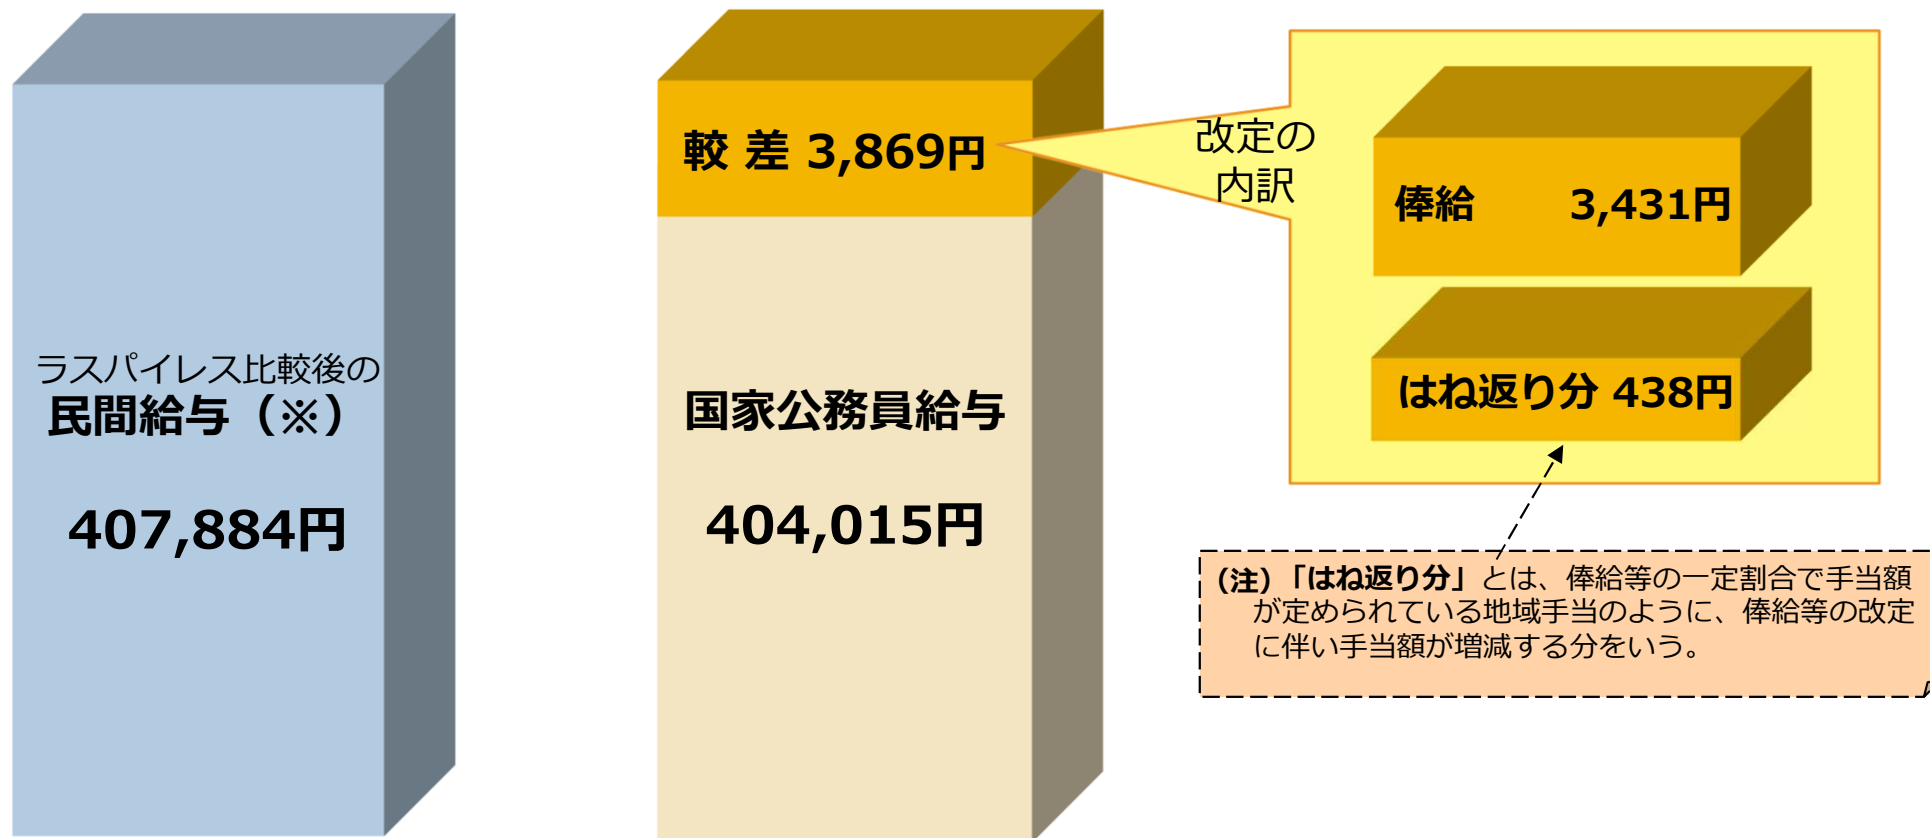 ラスパイレス比較後の
民間給与（※）
407,884円
較 差 3,869円
国家公務員給与
404,015円
改定の
内訳
俸給　　3,431円
はね返り分 438円
（注）「はね返り分」とは、俸給等の一定割合で手当額
が定められている地域手当のように、俸給等の改定
に伴い手当額が増減する分をいう。